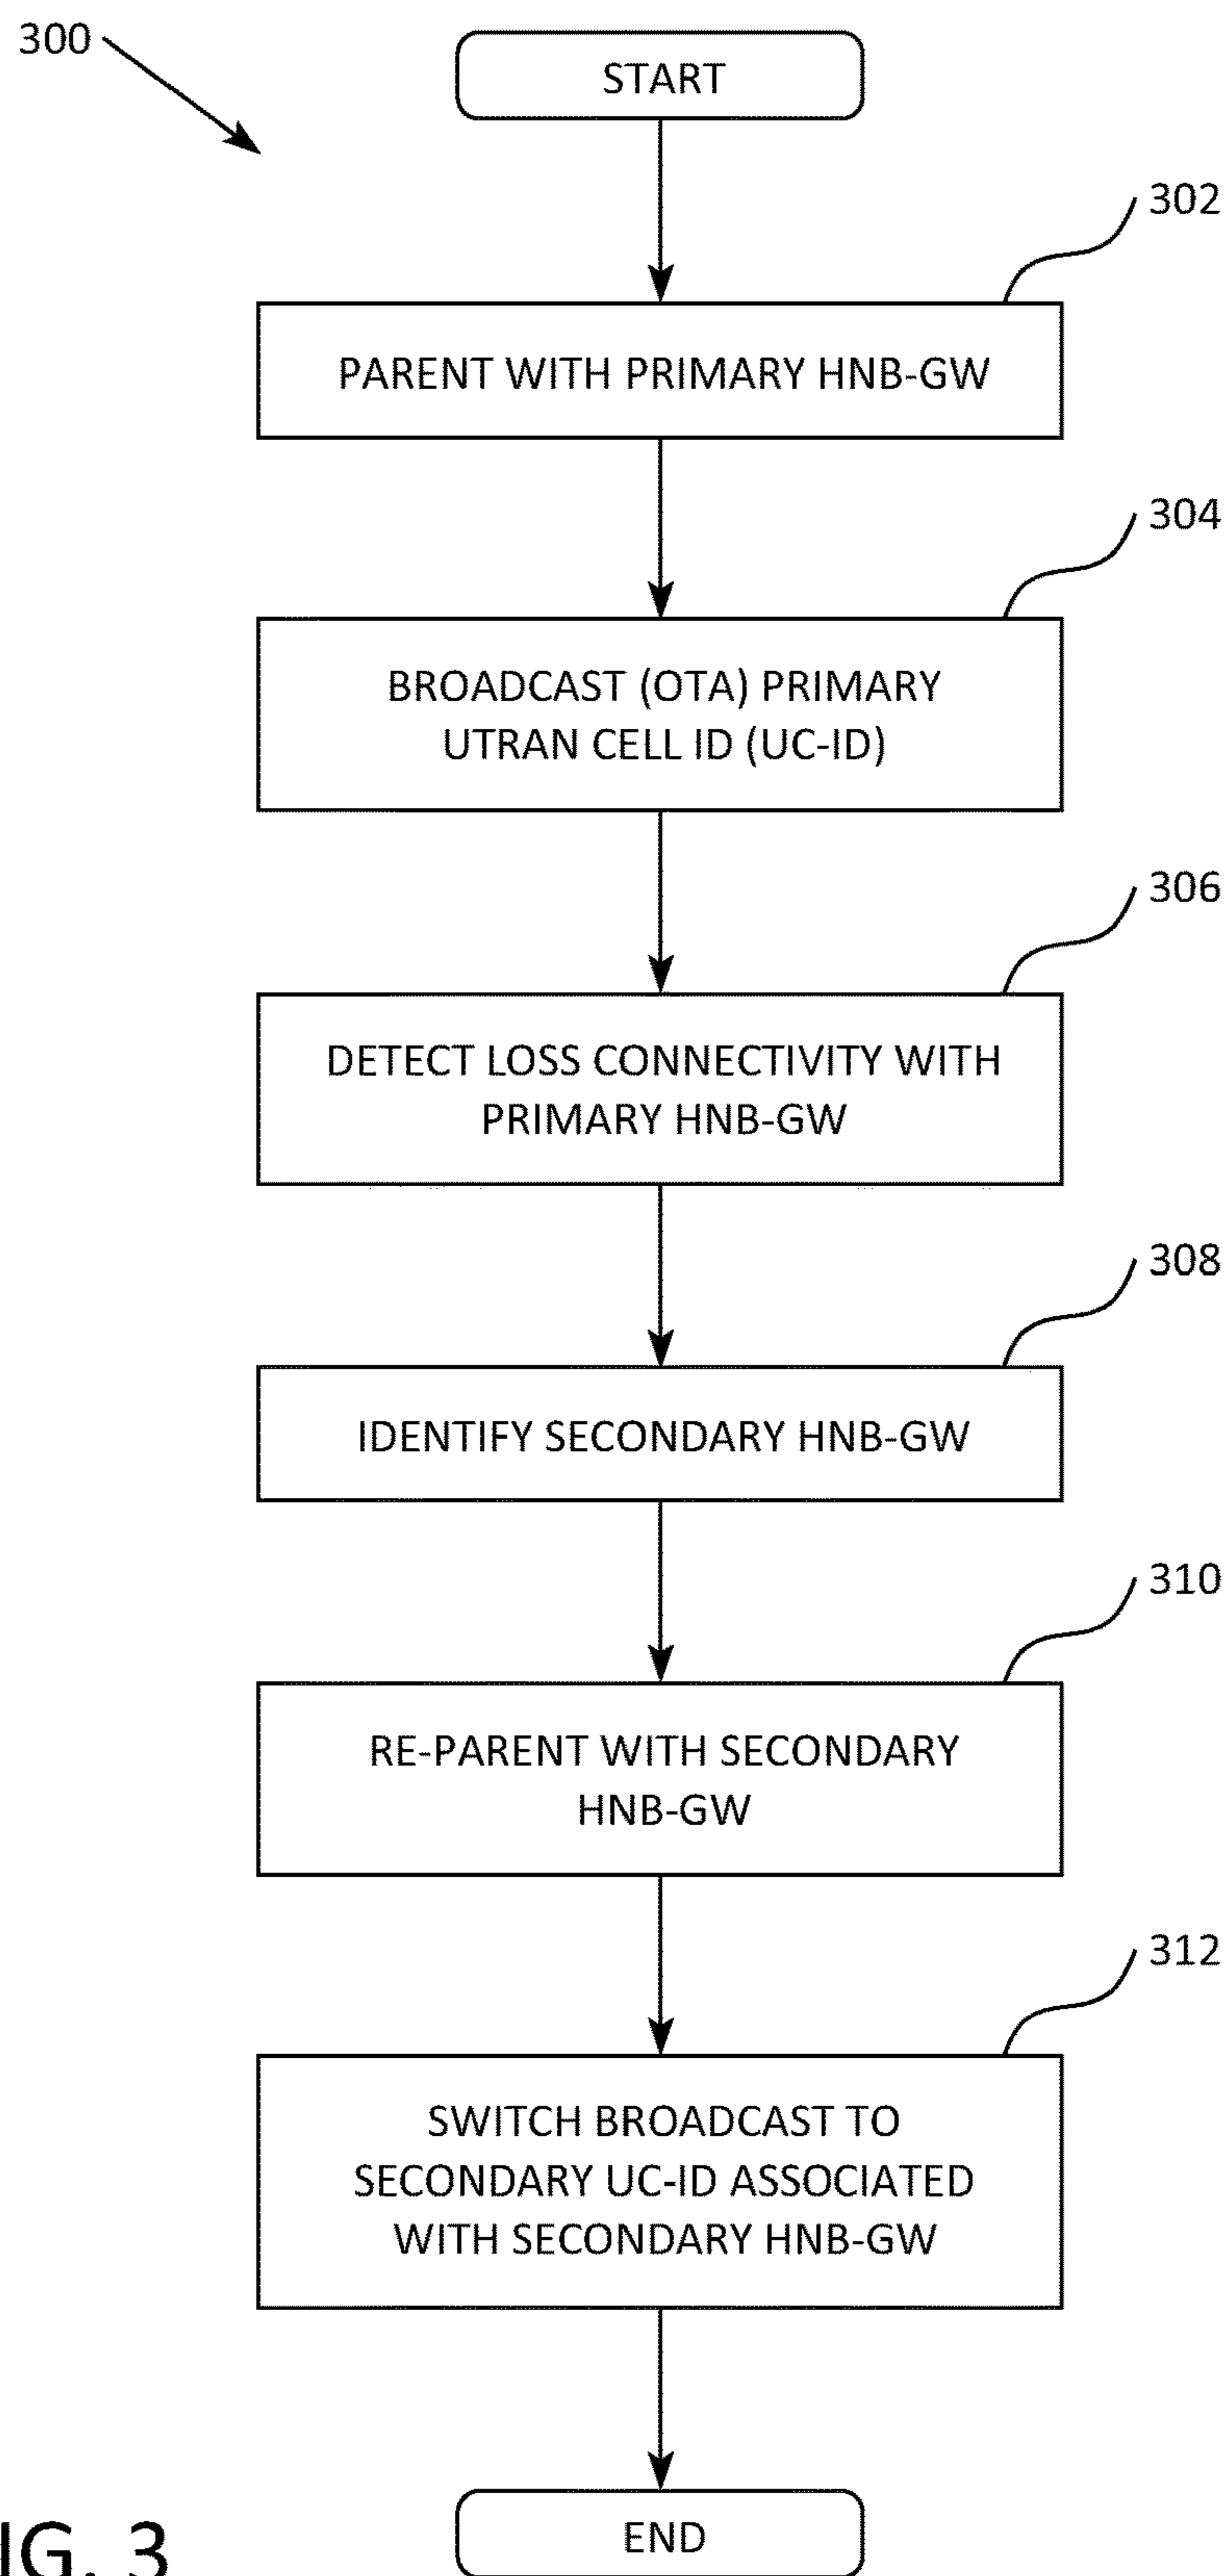 300
START
302
PARENT WITH PRIMARY HNB-GW
304
BROADCAST (OTA) PRIMARY
UTRAN CELL ID (UC-ID)
306
DETECT LOSS CONNECTIVITY WITH
PRIMARY HNB-GW
308
IDENTIFY SECONDARY HNB-GW
310
RE-PARENT WITH SECONDARY
HNB-GW
312
SWITCH BROADCAST TO
SECONDARY UC-ID ASSOCIATED
WITH SECONDARY HNB-GW
END
IG. 3